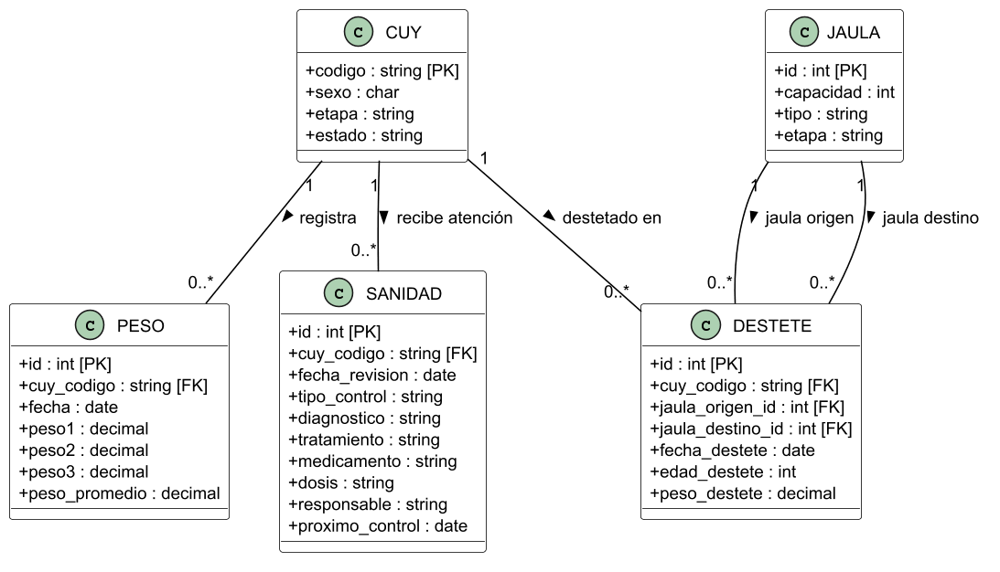 C CUY
+codigo : string [PK]
+sexo : char
+etapa : string
+estado : string
C JAULA
+id : int [PK]
+capacidad : int
+tipo : string
+etapa : string
1
registra
0..*
1
recibe atención
0..*
1
destetado en
0..*
1
jaula origen
0..*
1
jaula destino
0..*
C PESO
+id : int [PK]
+cuy_codigo : string [FK]
+fecha : date
+peso1 : decimal
+peso2 : decimal
+peso3 : decimal
+peso_promedio : decimal
C SANIDAD
+id : int [PK]
+cuy_codigo : string [FK]
+fecha_revision : date
+tipo_control : string
+diagnostico : string
+tratamiento : string
+medicamento : string
+dosis : string
+responsable : string
+proximo_control : date
C DESTETE
+id : int [PK]
+cuy_codigo : string [FK]
+jaula_origen_id : int [FK]
+jaula_destino_id : int [FK]
+fecha_destete : date
+edad_destete : int
+peso_destete : decimal